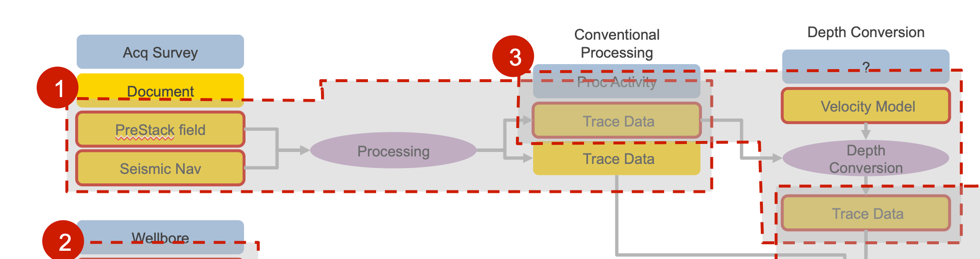 Conventional
Processing
Depth Conversion
Acq Survey
3
?
1
Document
Proc Activity
Velocity Model
PreStack field
Trace Data
Processing
Depth
Conversion
Seismic Nav
Trace Data
Trace Data
2
Wellbore